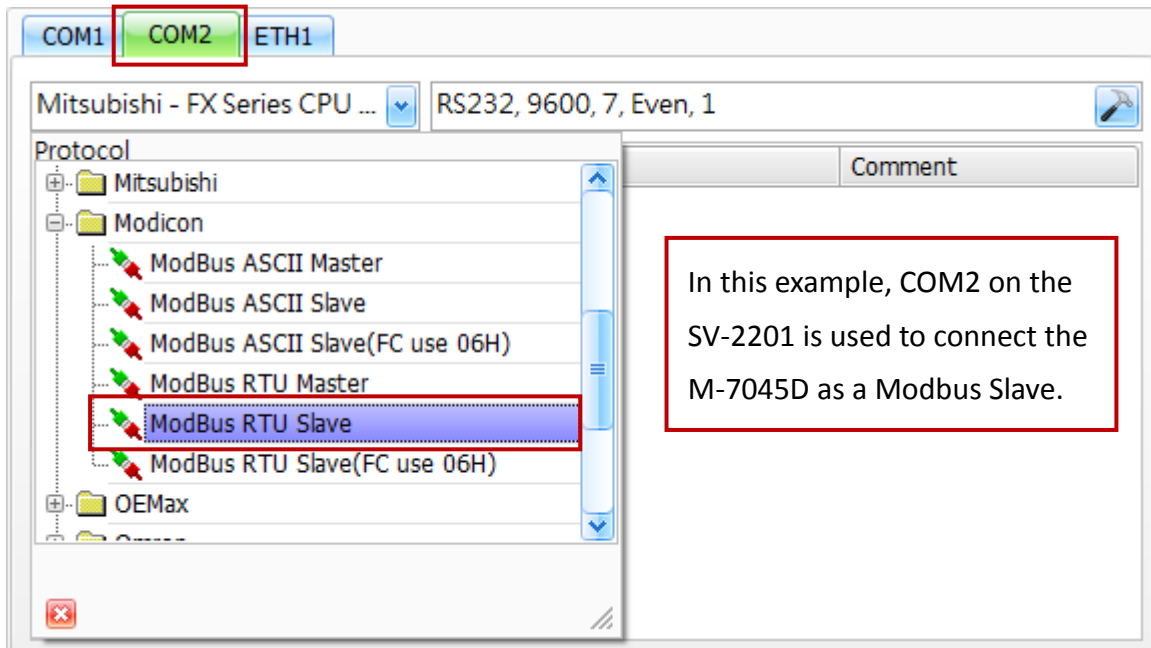 COM1 COM2 ETH1
Mitsubishi - FX Series CPU ... RS232, 9600, 7, Even, 1
Protocol
Comment
Mitsubishi
Modicon
ModBus ASCII Master
ModBus ASCII Slave
ModBus ASCII Slave(FC use 06H)
ModBus RTU Master
ModBus RTU Slave
ModBus RTU Slave(FC use 06H)
OEMax
In this example, COM2 on the
SV-2201 is used to connect the
M-7045D as a Modbus Slave.